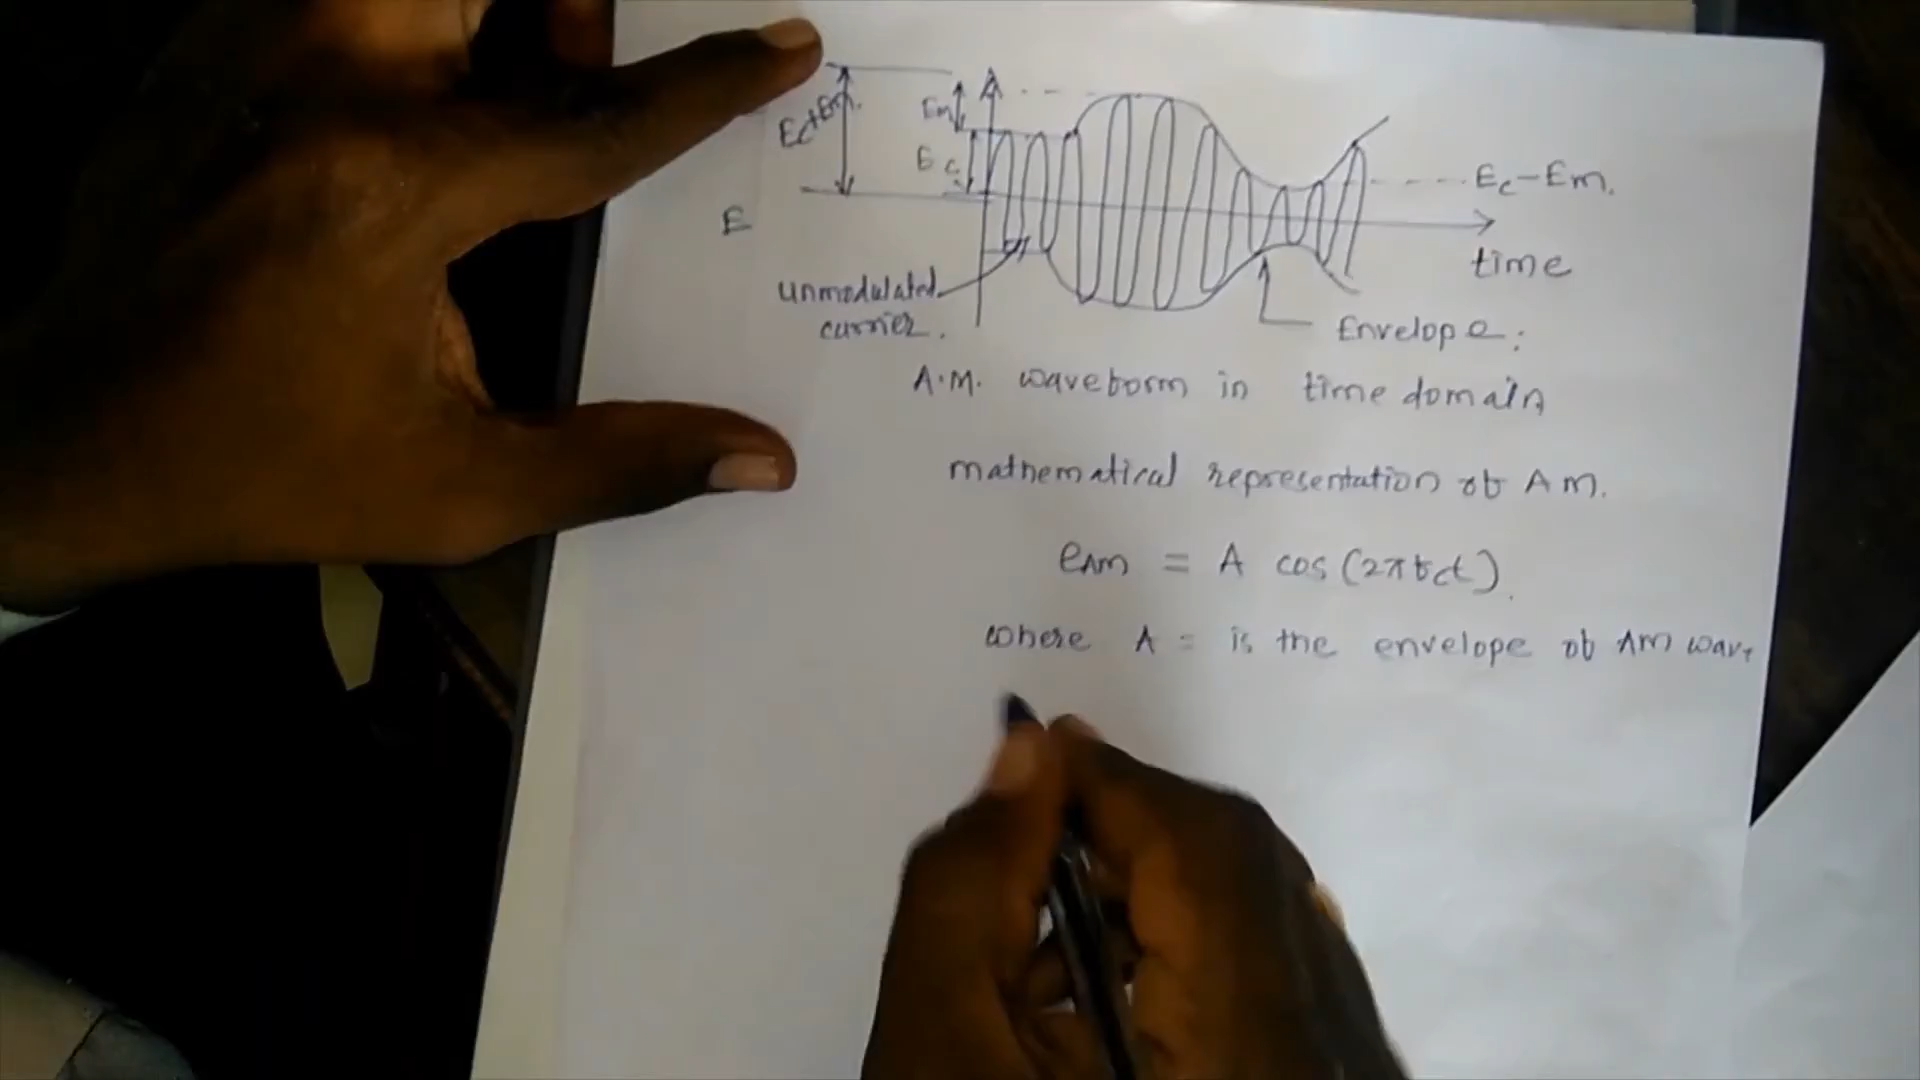 Ec+Em.
Em
Ec
Ec-Em.
E
time
unmodulated
carrier.
Envelope:
A.M. waveform in time domain
mathematical representation of AM.
eAm = A cos(2πfct).
where A = is the envelope of AM wave